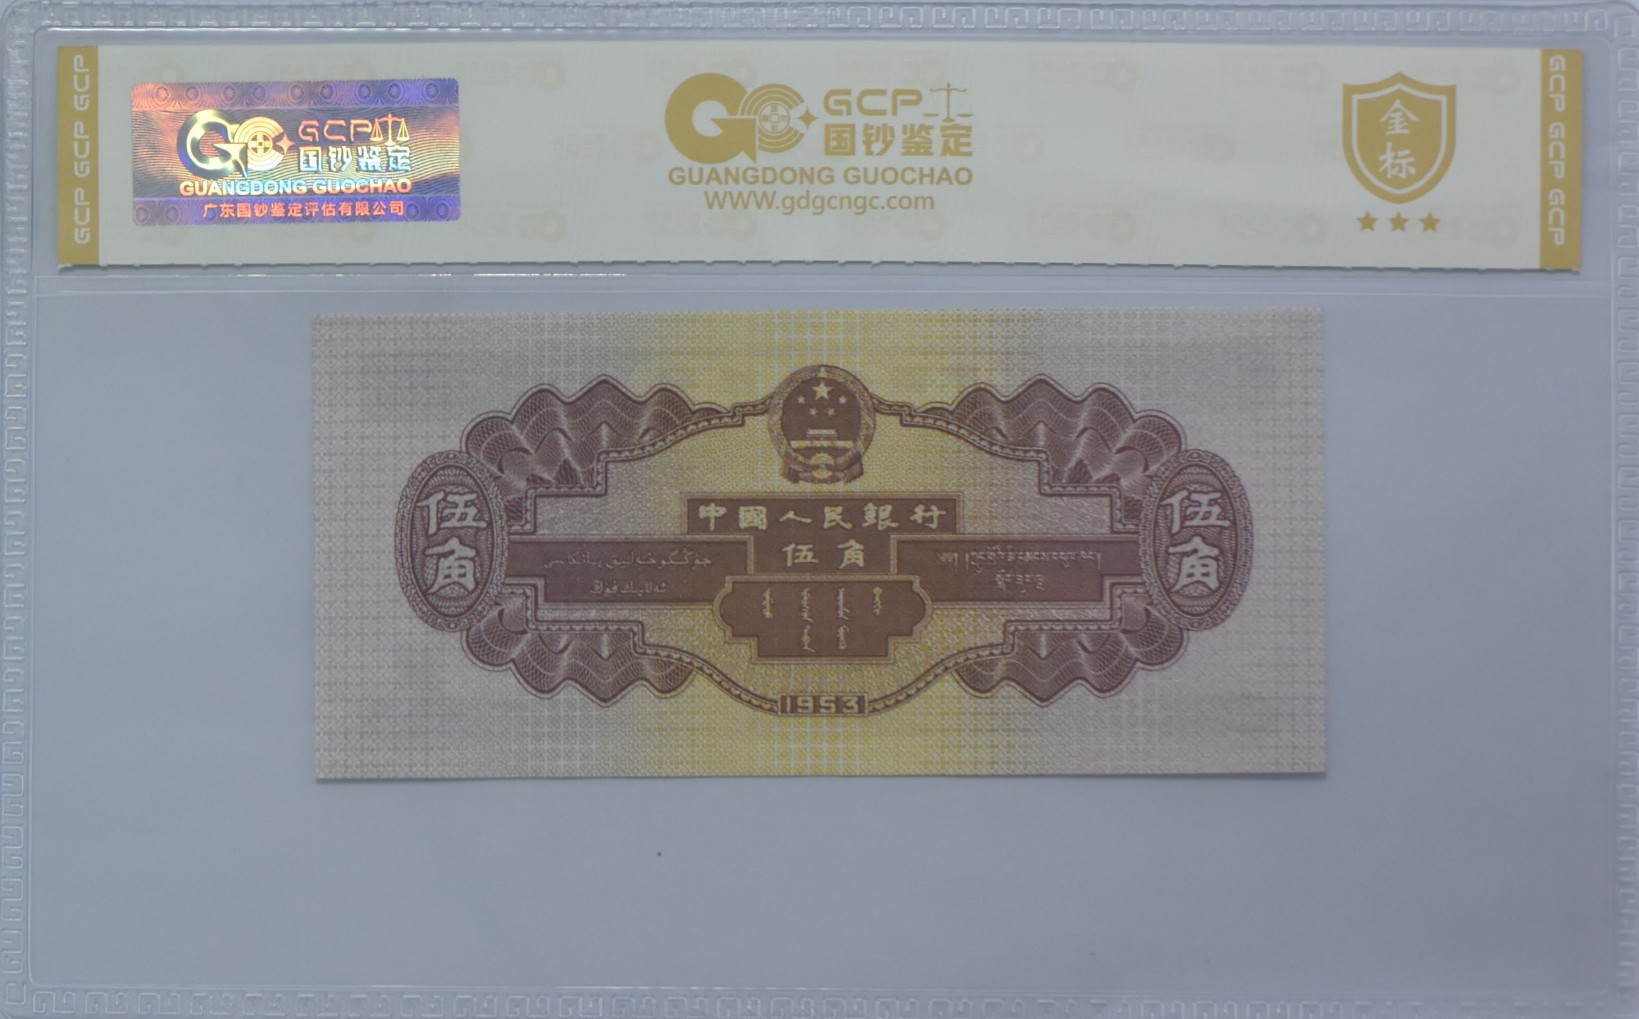 GCP GCP GCP
GCP
国钞鉴定
GUANGDONG GUOCHAO
广东国钞鉴定评估有限公司
GCP
国钞鉴定
GUANGDONG GUOCHAO
WWW.gdgcngc.com
金标
GCP GCP GCP
中國人民銀行
伍角
伍角
伍角
1953